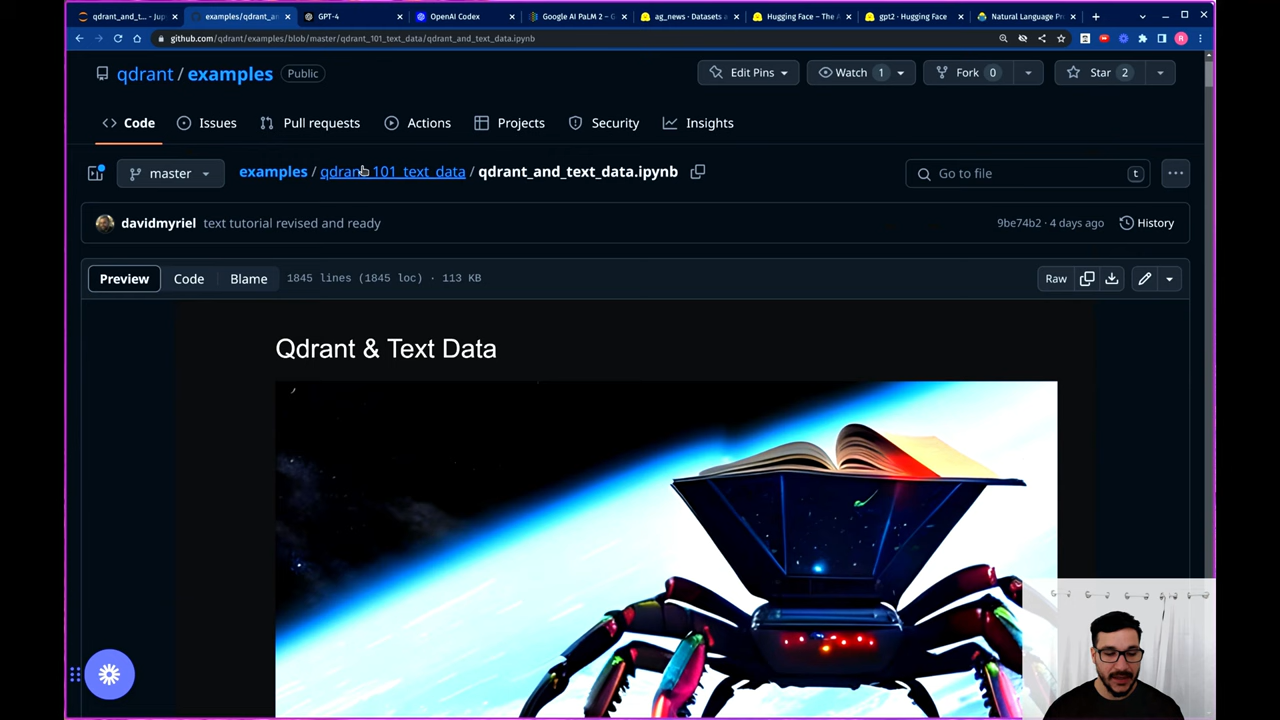 qdrant_and_t... - Jup
examples/qdrant_an
GPT-4
OpenAI Codex
Google AI PaLM 2 – G
ag_news · Datasets a
Hugging Face – The A
gpt2 · Hugging Face
Natural Language Pro
github.com/qdrant/examples/blob/master/qdrant_101_text_data/qdrant_and_text_data.ipynb
R
qdrant / examples
Public
Edit Pins
Watch 1
Fork 0
Star 2
Code
Issues
Pull requests
Actions
Projects
Security
Insights
master
examples / qdrant_101_text_data / qdrant_and_text_data.ipynb
Go to file
t
davidmyriel text tutorial revised and ready
9be74b2 · 4 days ago
History
Preview
Code
Blame
1845 lines (1845 loc) · 113 KB
Raw
Qdrant & Text Data